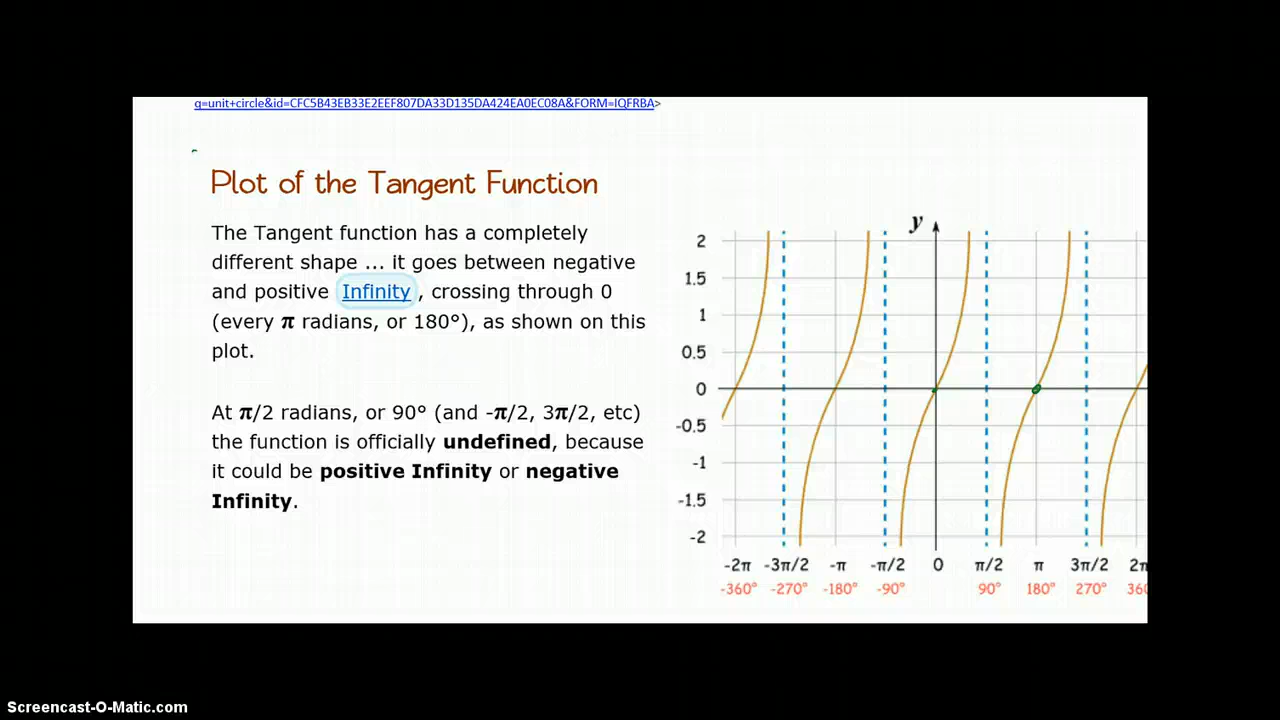 q=unit+circle&id=CFC5B43EB33E2EEF807DA33D135DA424EA0EC08A&FORM=IQFRBA>
Plot of the Tangent Function
The Tangent function has a completely
different shape ... it goes between negative
and positive Infinity , crossing through 0
(every π radians, or 180°), as shown on this
plot.
At π/2 radians, or 90° (and -π/2, 3π/2, etc)
the function is officially undefined, because
it could be positive Infinity or negative
Infinity.
y
2
1.5
1
0.5
0
-0.5
-1
-1.5
-2
-2π -3π/2 -π -π/2 0 π/2 π 3π/2 2π
-360° -270° -180° -90° 90° 180° 270° 360
Screencast-O-Matic.com